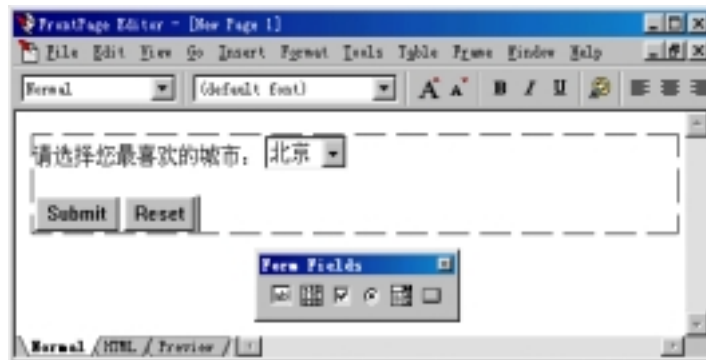 FrontPage Editor - [New Page 1]
File Edit View Go Insert Format Tools Table Frame Window Help
Normal (default font) A A B I U
请选择您最喜欢的城市: 北京
Submit Reset
Form Fields
Normal HTML Preview